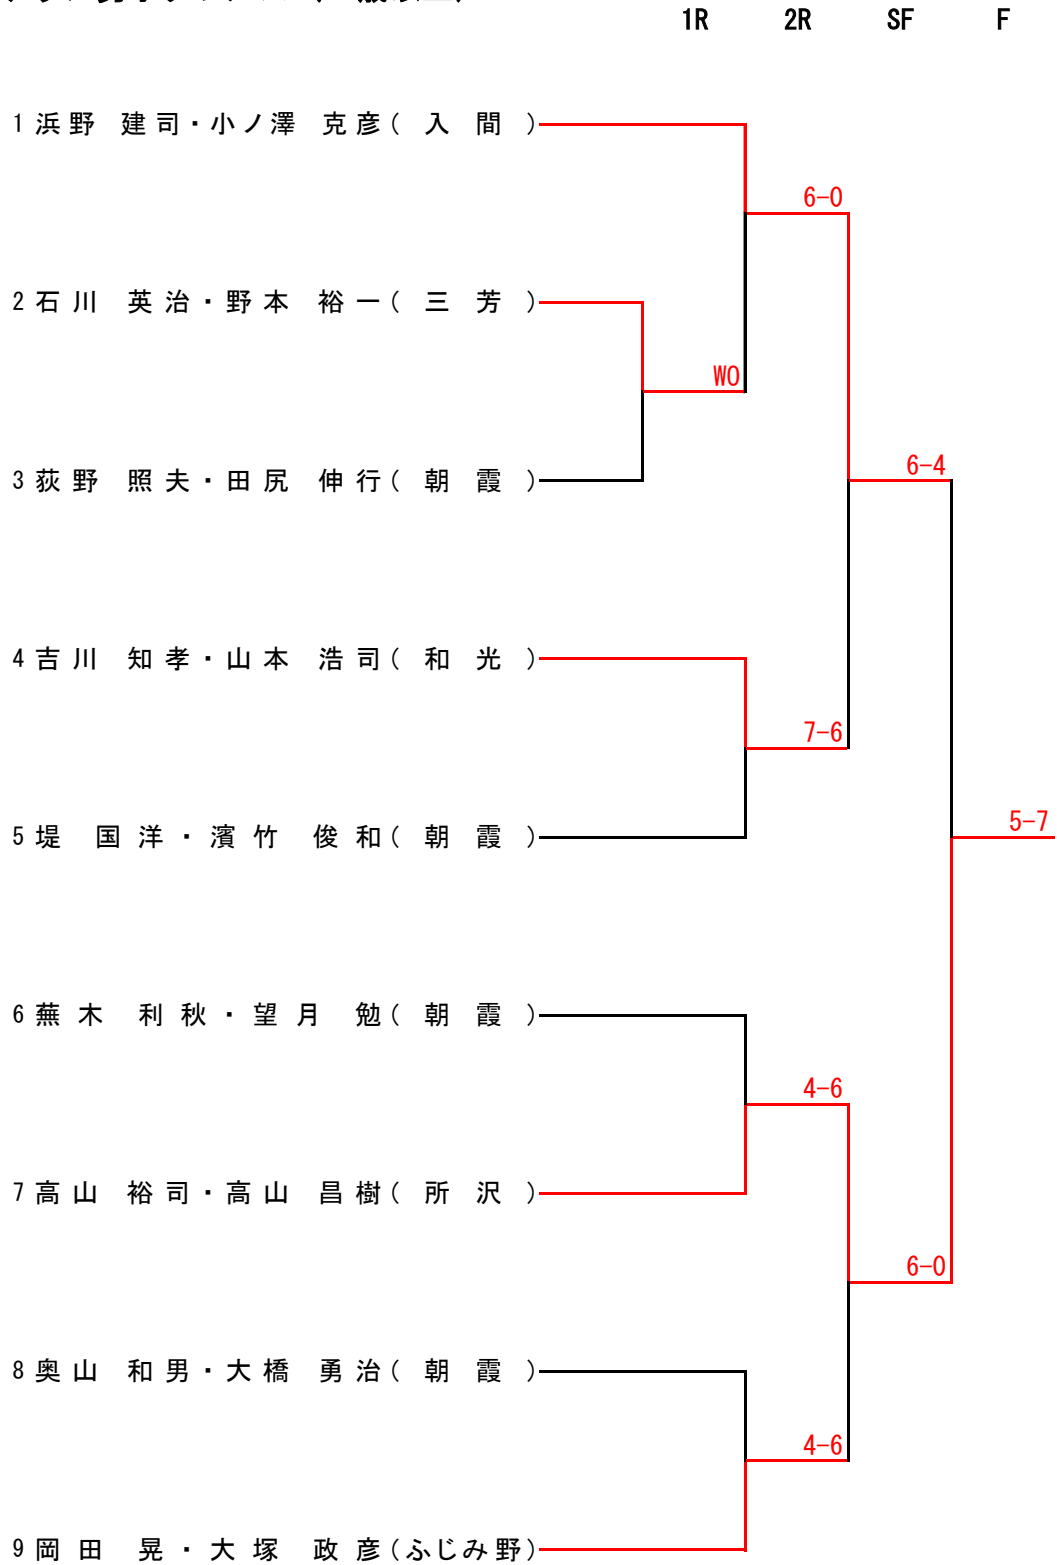 1R 2R SF F
1 浜野 建司・小ノ澤 克彦( 入 間 )
6-0
2 石川 英治・野本 裕一( 三 芳 )
WO
6-4
3 荻野 照夫・田尻 伸行( 朝 霞 )
4 吉川 知孝・山本 浩司( 和 光 )
7-6
5-7
5 堤 国洋・濱竹 俊和( 朝 霞 )
6 蕪木 利秋・望月 勉( 朝 霞 )
4-6
7 高山 裕司・高山 昌樹( 所 沢 )
6-0
8 奥山 和男・大橋 勇治( 朝 霞 )
4-6
9 岡田 晃・大塚 政彦(ふじみ野)